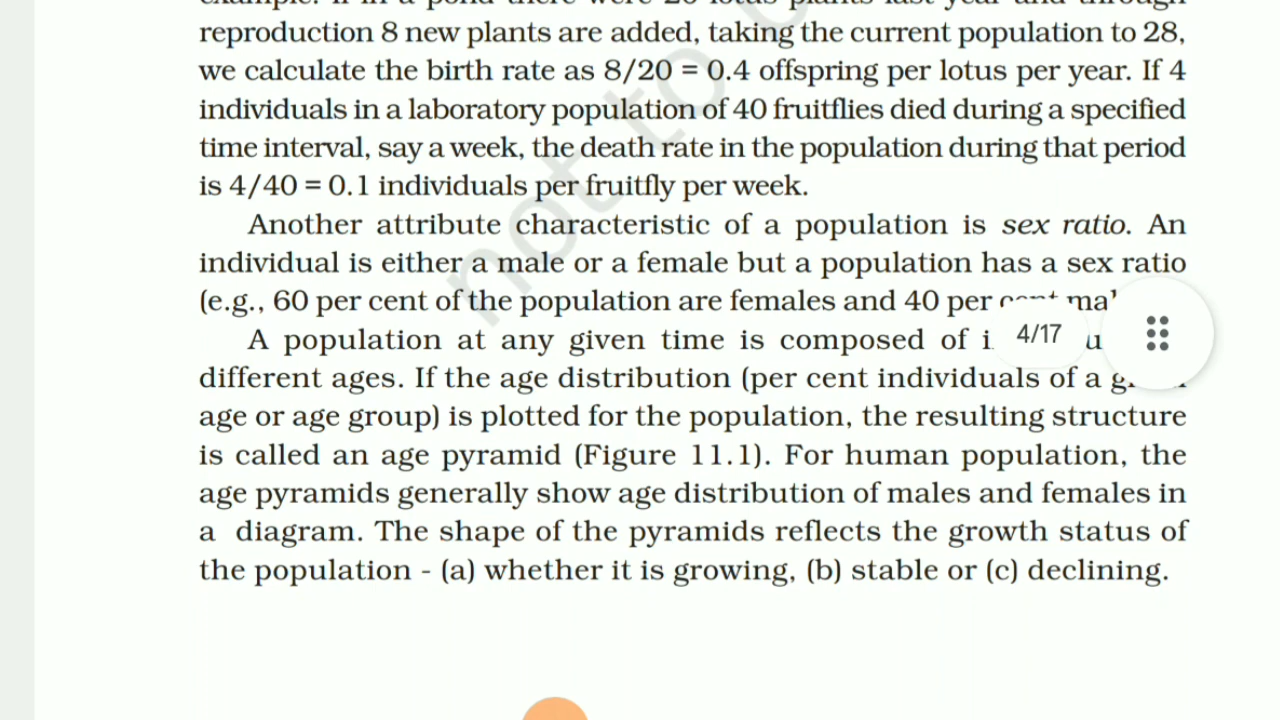 reproduction 8 new plants are added, taking the current population to 28,
we calculate the birth rate as 8/20 = 0.4 offspring per lotus per year. If 4
individuals in a laboratory population of 40 fruitflies died during a specified
time interval, say a week, the death rate in the population during that period
is 4/40 = 0.1 individuals per fruitfly per week.
Another attribute characteristic of a population is sex ratio. An
individual is either a male or a female but a population has a sex ratio
(e.g., 60 per cent of the population are females and 40 per
A population at any given time is composed of
4/17
different ages. If the age distribution (per cent individuals of a
age or age group) is plotted for the population, the resulting structure
is called an age pyramid (Figure 11.1). For human population, the
age pyramids generally show age distribution of males and females in
a diagram. The shape of the pyramids reflects the growth status of
the population - (a) whether it is growing, (b) stable or (c) declining.
not to